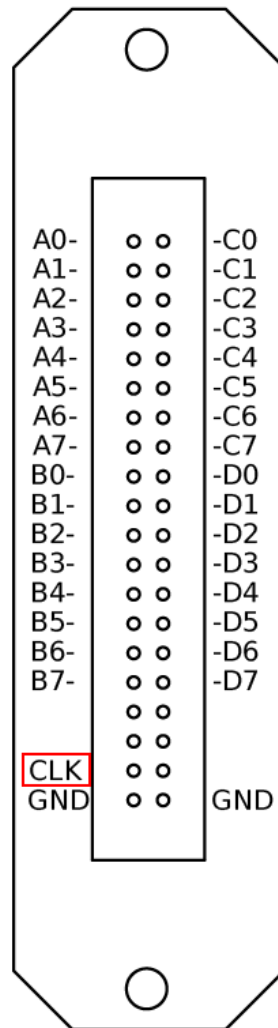 A0- -C0
A1- -C1
A2- -C2
A3- -C3
A4- -C4
A5- -C5
A6- -C6
A7- -C7
B0- -D0
B1- -D1
B2- -D2
B3- -D3
B4- -D4
B5- -D5
B6- -D6
B7- -D7
CLK
GND GND